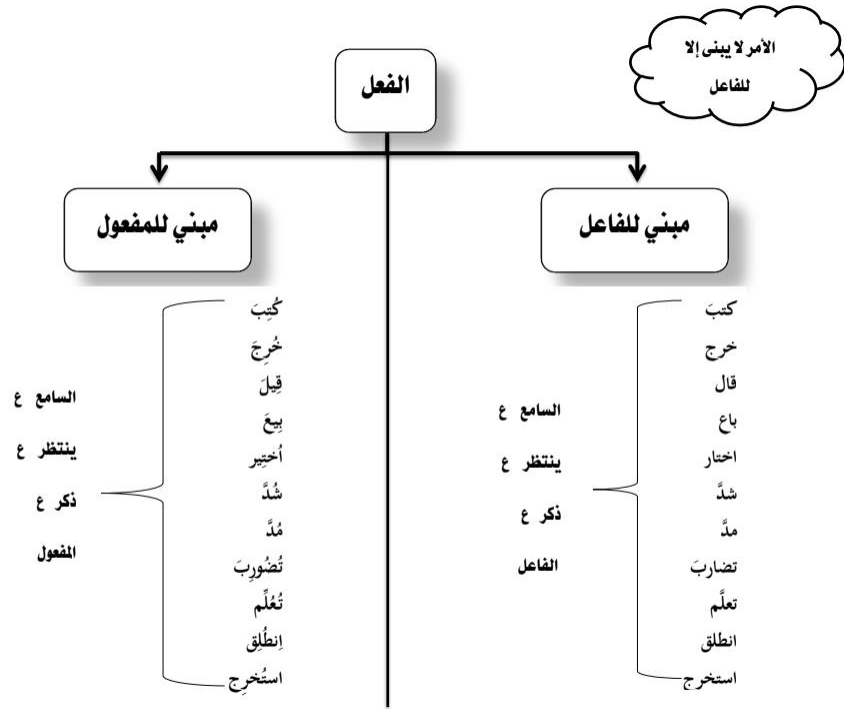 الأمر لا يبنى إلا
للفاعل
الفعل
مبني للفاعل
مبني للمفعول
كتبَ
خرج
قال
باع
اختار
شدَّ
مدَّ
تضاربَ
تعلَّم
انطلق
استخرج
السامع ع
ينتظر ع
ذكر ع
الفاعل
كُتِبَ
خُرِجَ
قِيلَ
بِيعَ
اُختِير
شُدَّ
مُدَّ
تُضُورِبَ
تُعُلِّم
اِنطُلِق
استُخرِج
السامع ع
ينتظر ع
ذكر ع
المفعول